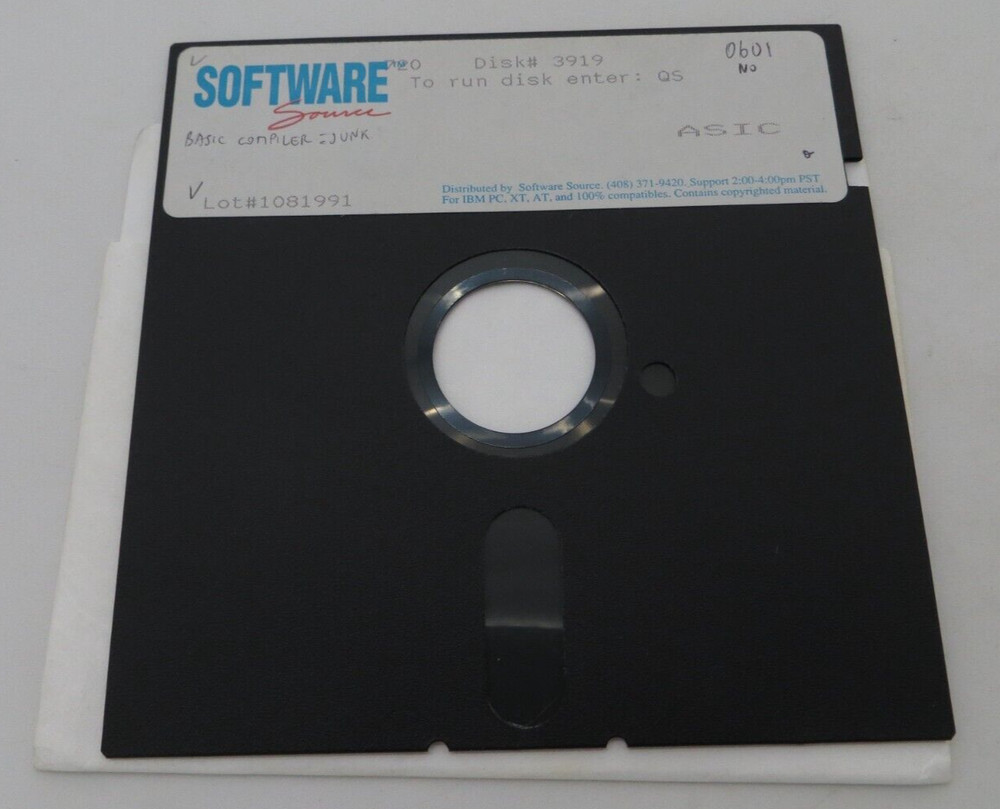 SOFTWARE
Source
Disk# 3919
To run disk enter: QS
0601
NO
BASIC COMPILER = JUNK
ASIC
Lot#1081991
Distributed by Software Source. (408) 371-9420. Support 2:00-4:00pm PST
For IBM PC, XT, AT, and 100% compatibles. Contains copyrighted material.